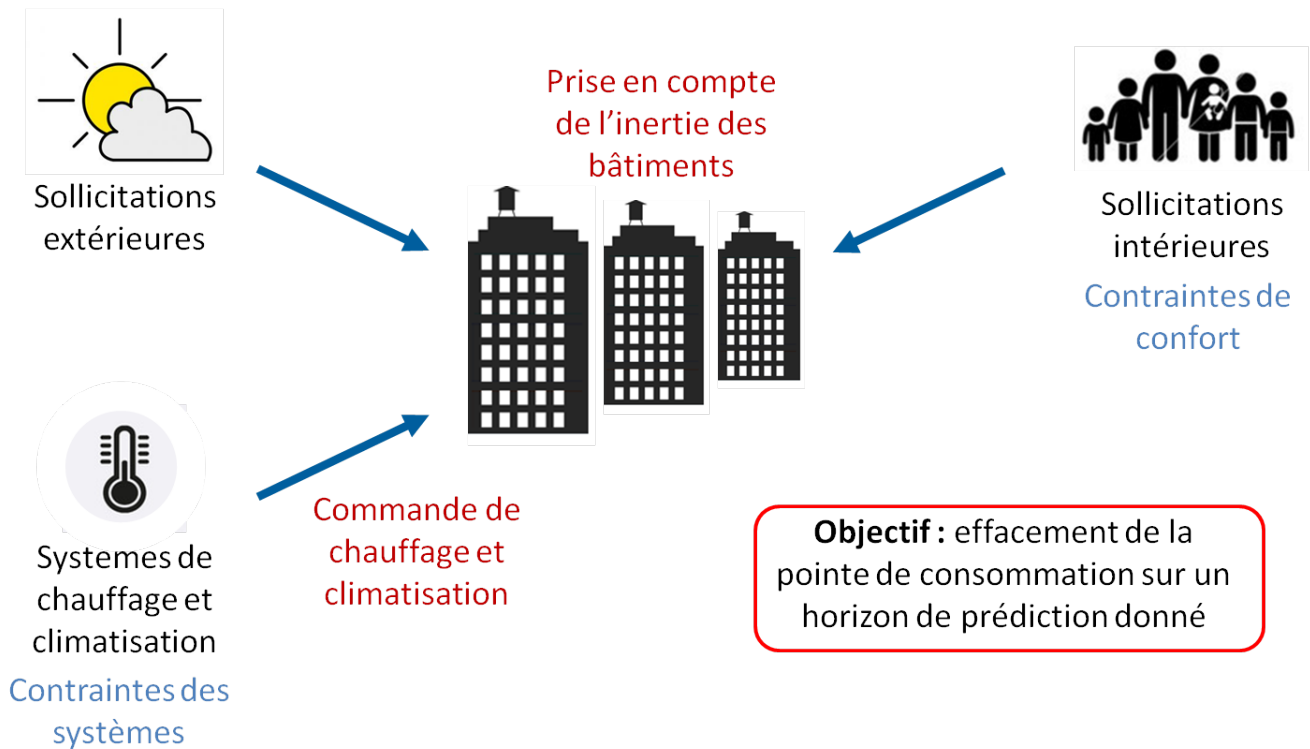 Prise en compte
de l'inertie des
bâtiments
Sollicitations
extérieures
Sollicitations
intérieures
Contraintes de
confort
Commande de
chauffage et
climatisation
Systemes de
chauffage et
climatisation
Contraintes des
systèmes
Objectif : effacement de la
pointe de consommation sur un
horizon de prédiction donné